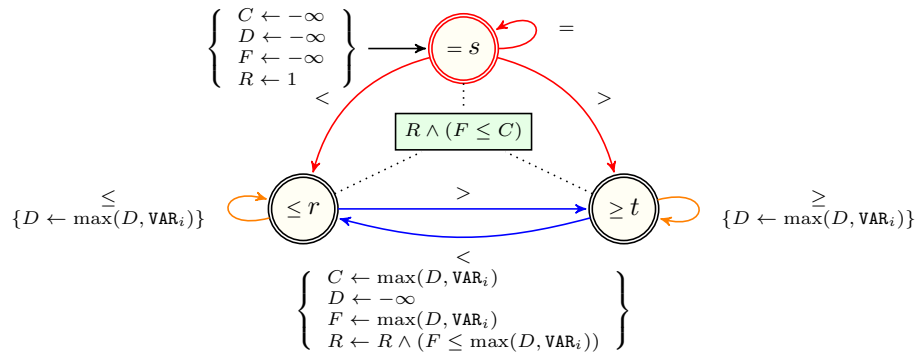 C ← −∞
D ← −∞
F ← −∞
R ← 1
= s
=
<
>
R ∧ (F ≤ C)
≤
{D ← max(D, VAR_i)}
≤ r
>
≥ t
≥
{D ← max(D, VAR_i)}
<
C ← max(D, VAR_i)
D ← −∞
F ← max(D, VAR_i)
R ← R ∧ (F ≤ max(D, VAR_i))